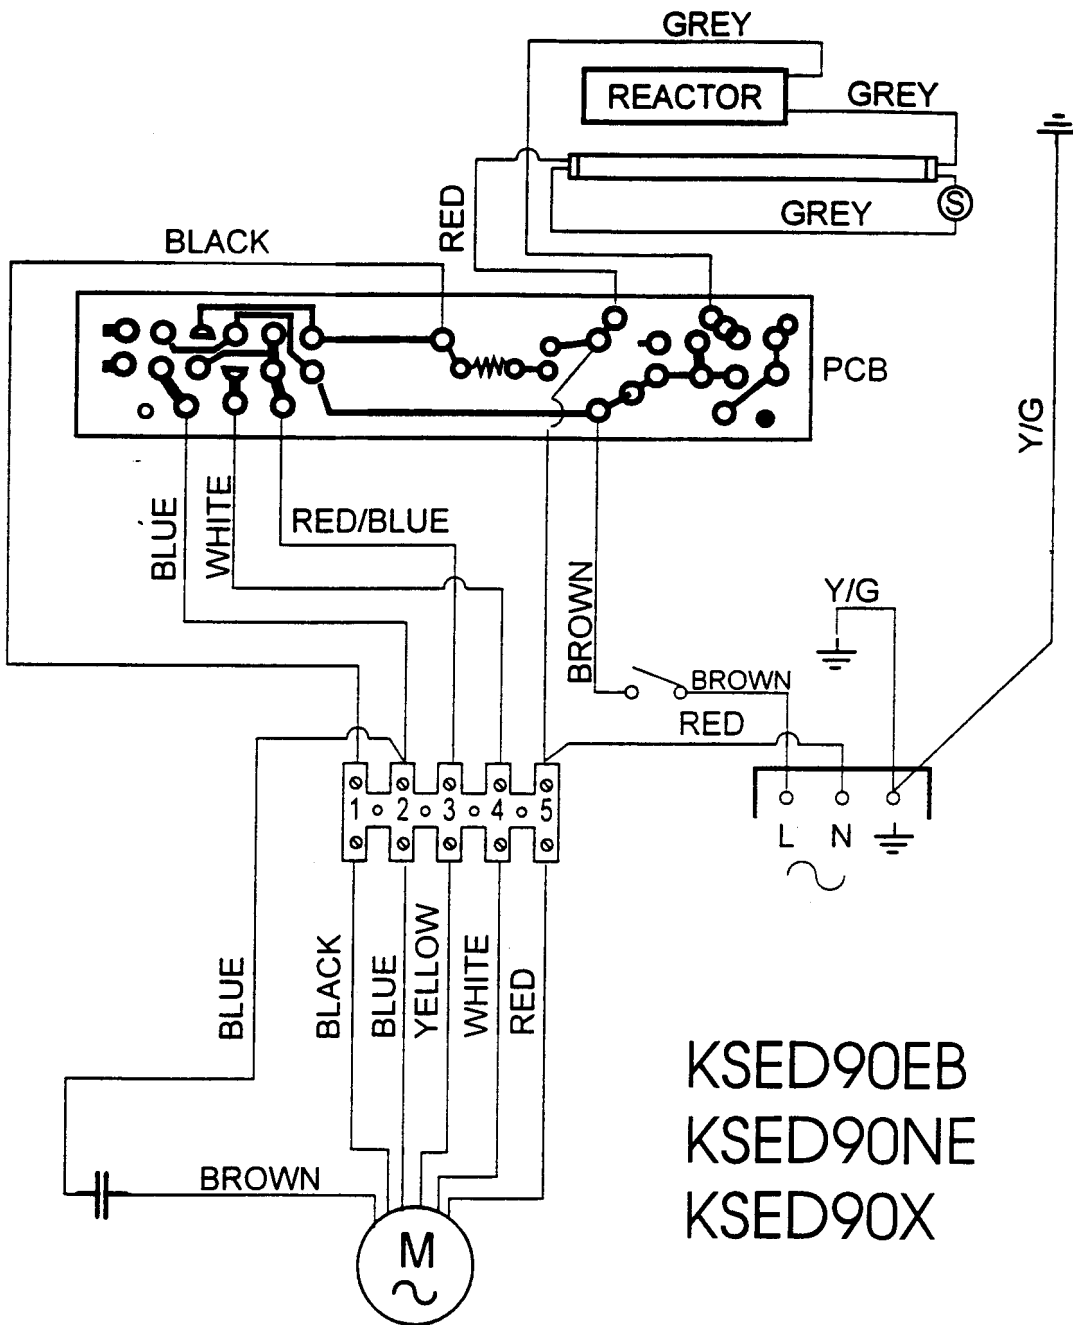 GREY
REACTOR
GREY
RED
GREY
S
BLACK
PCB
Y/G
BLUE
WHITE
RED/BLUE
BROWN
Y/G
BROWN
RED
1 2 3 4 5
L N
BLUE
BLACK
BLUE
YELLOW
WHITE
RED
KSED90EB
KSED90NE
KSED90X
BROWN
M